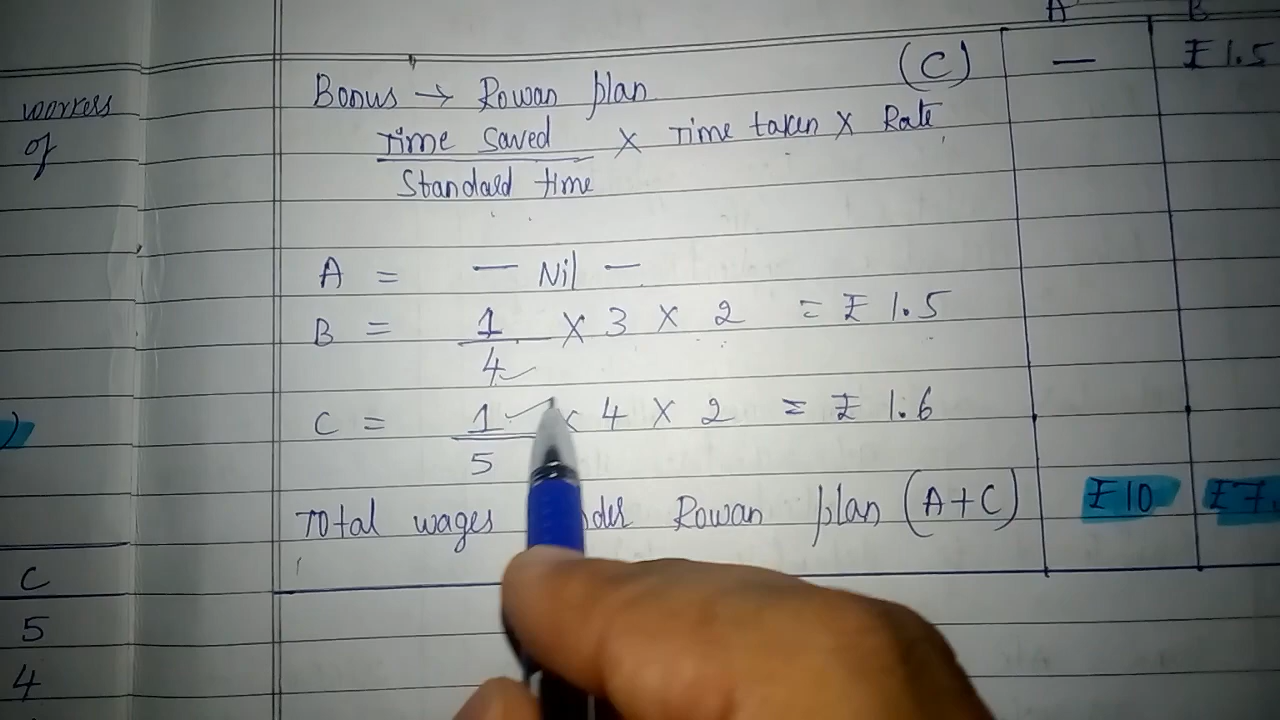 A B
workers
of
Bonus → Rowan plan (C) — ₹ 1.5
Time Saved × Time taken × Rate
Standard time
A = — Nil —
B = 1 × 3 × 2 = ₹ 1.5
4
C = 1 × 4 × 2 = ₹ 1.6
5
Total wages Rowan plan (A+C) ₹10 ₹7.
C
5
4